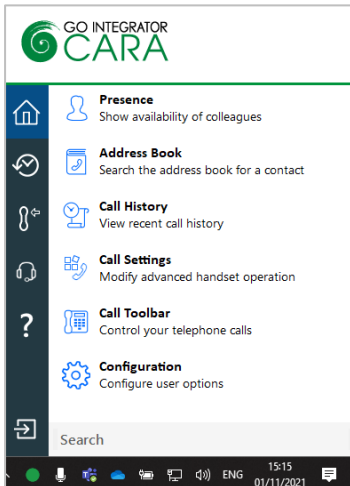 GO INTEGRATOR
CARA
Presence
Show availability of colleagues
Address Book
Search the address book for a contact
Call History
View recent call history
Call Settings
Modify advanced handset operation
Call Toolbar
Control your telephone calls
?
Configuration
Configure user options
Search
ENG
15:15
01/11/2021